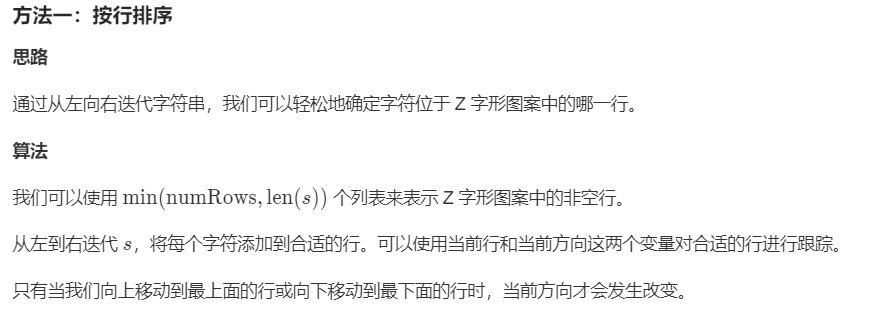 方法一：按行排序
思路
通过从左向右迭代字符串，我们可以轻松地确定字符位于 Z 字形图案中的哪一行。
算法
我们可以使用 min(numRows, len(s)) 个列表来表示 Z 字形图案中的非空行。
从左到右迭代 s，将每个字符添加到合适的行。可以使用当前行和当前方向这两个变量对合适的行进行跟踪。
只有当我们向上移动到最上面的行或向下移动到最下面的行时，当前方向才会发生改变。